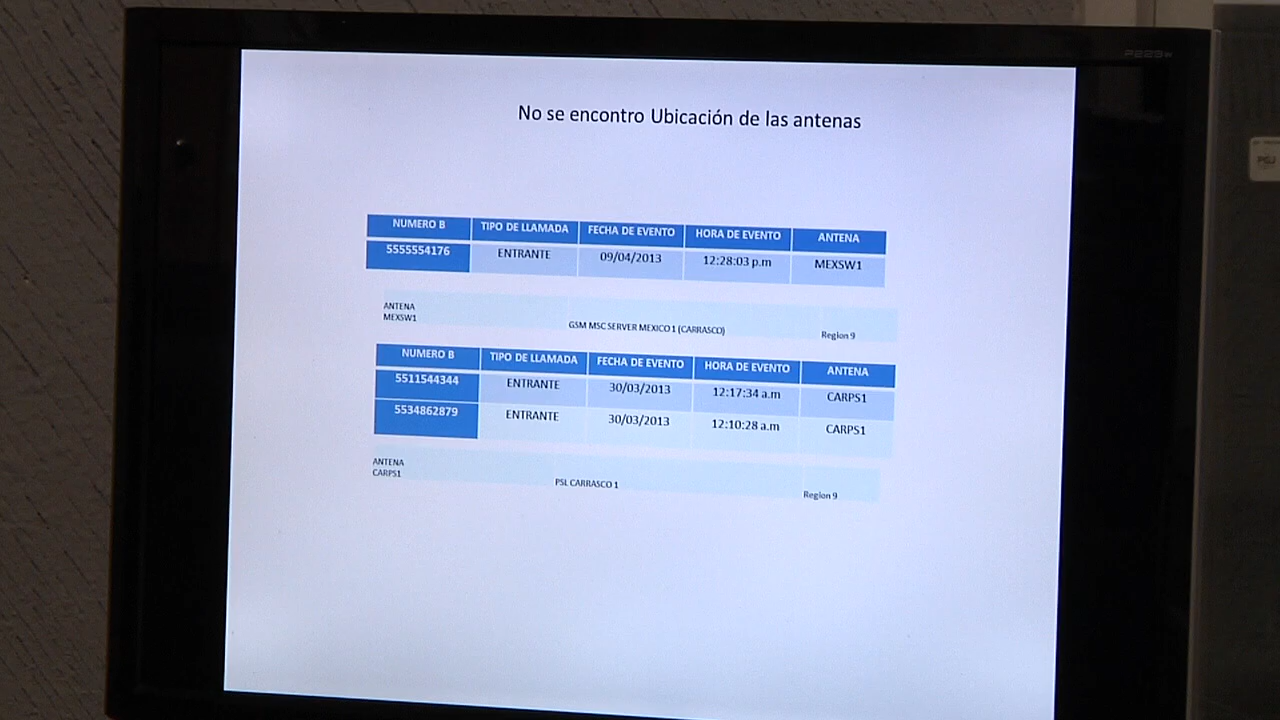 P228w
No se encontro Ubicación de las antenas
PGJ
NUMERO B TIPO DE LLAMADA FECHA DE EVENTO HORA DE EVENTO ANTENA
5555554176 ENTRANTE 09/04/2013 12:28:03 p.m MEXSW1
ANTENA
MEXSW1 GSM MSC SERVER MEXICO 1 (CARRASCO) Region 9
NUMERO B TIPO DE LLAMADA FECHA DE EVENTO HORA DE EVENTO ANTENA
5511544344 ENTRANTE 30/03/2013 12:17:34 a.m CARPS1
5534862879 ENTRANTE 30/03/2013 12:10:28 a.m CARPS1
ANTENA
CARPS1 PSL CARRASCO 1 Region 9